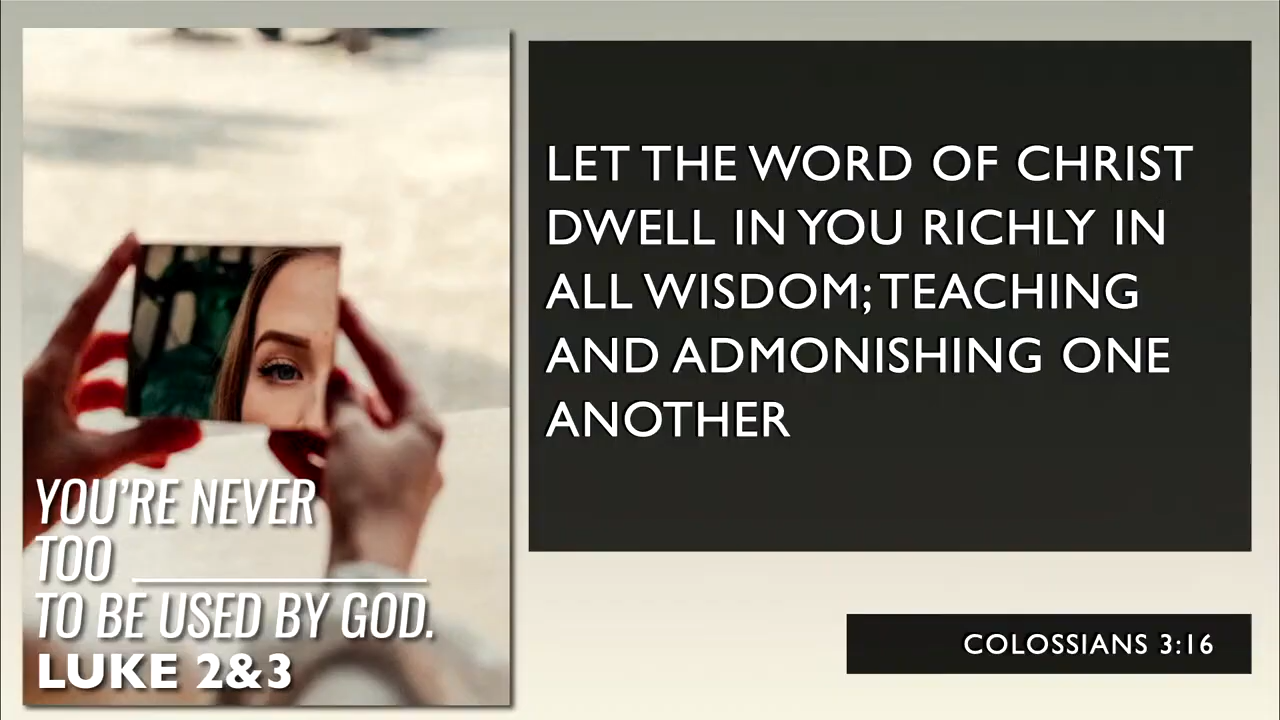 LET THE WORD OF CHRIST
DWELL IN YOU RICHLY IN
ALL WISDOM; TEACHING
AND ADMONISHING ONE
ANOTHER
YOU'RE NEVER
TOO ____________
TO BE USED BY GOD.
LUKE 2&3
COLOSSIANS 3:16